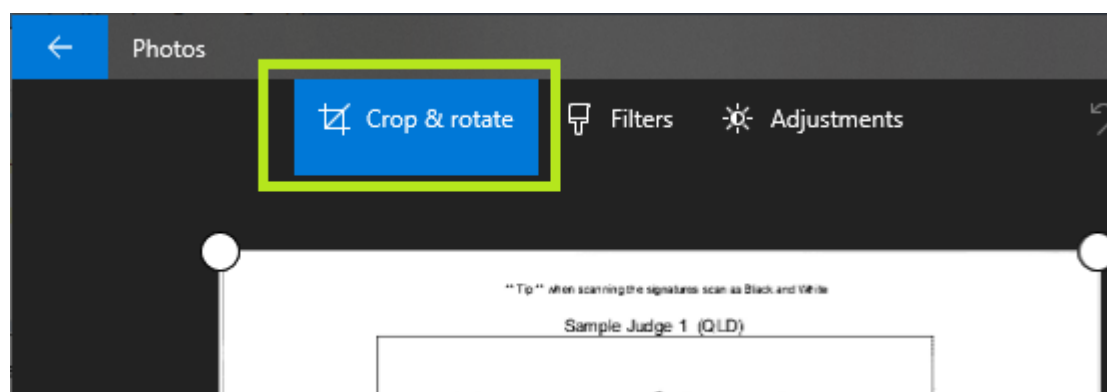 Photos
Crop & rotate
Filters
Adjustments
** Tip ** when scanning the signatures scan as Black and White
Sample Judge 1 (QLD)